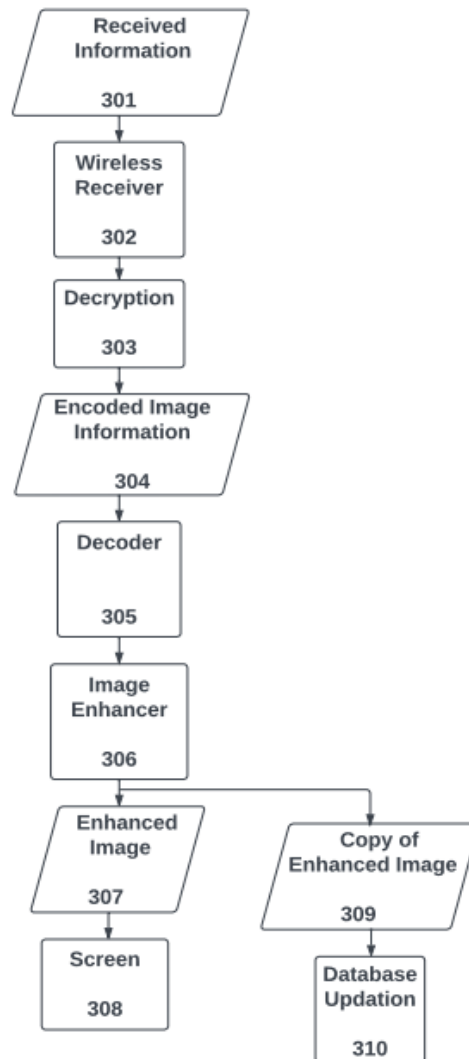 Received
Information
301
Wireless
Receiver
302
Decryption
303
Encoded Image
Information
304
Decoder
305
Image
Enhancer
306
Enhanced
Image
307
Copy of
Enhanced Image
309
Screen
308
Database
Updation
310